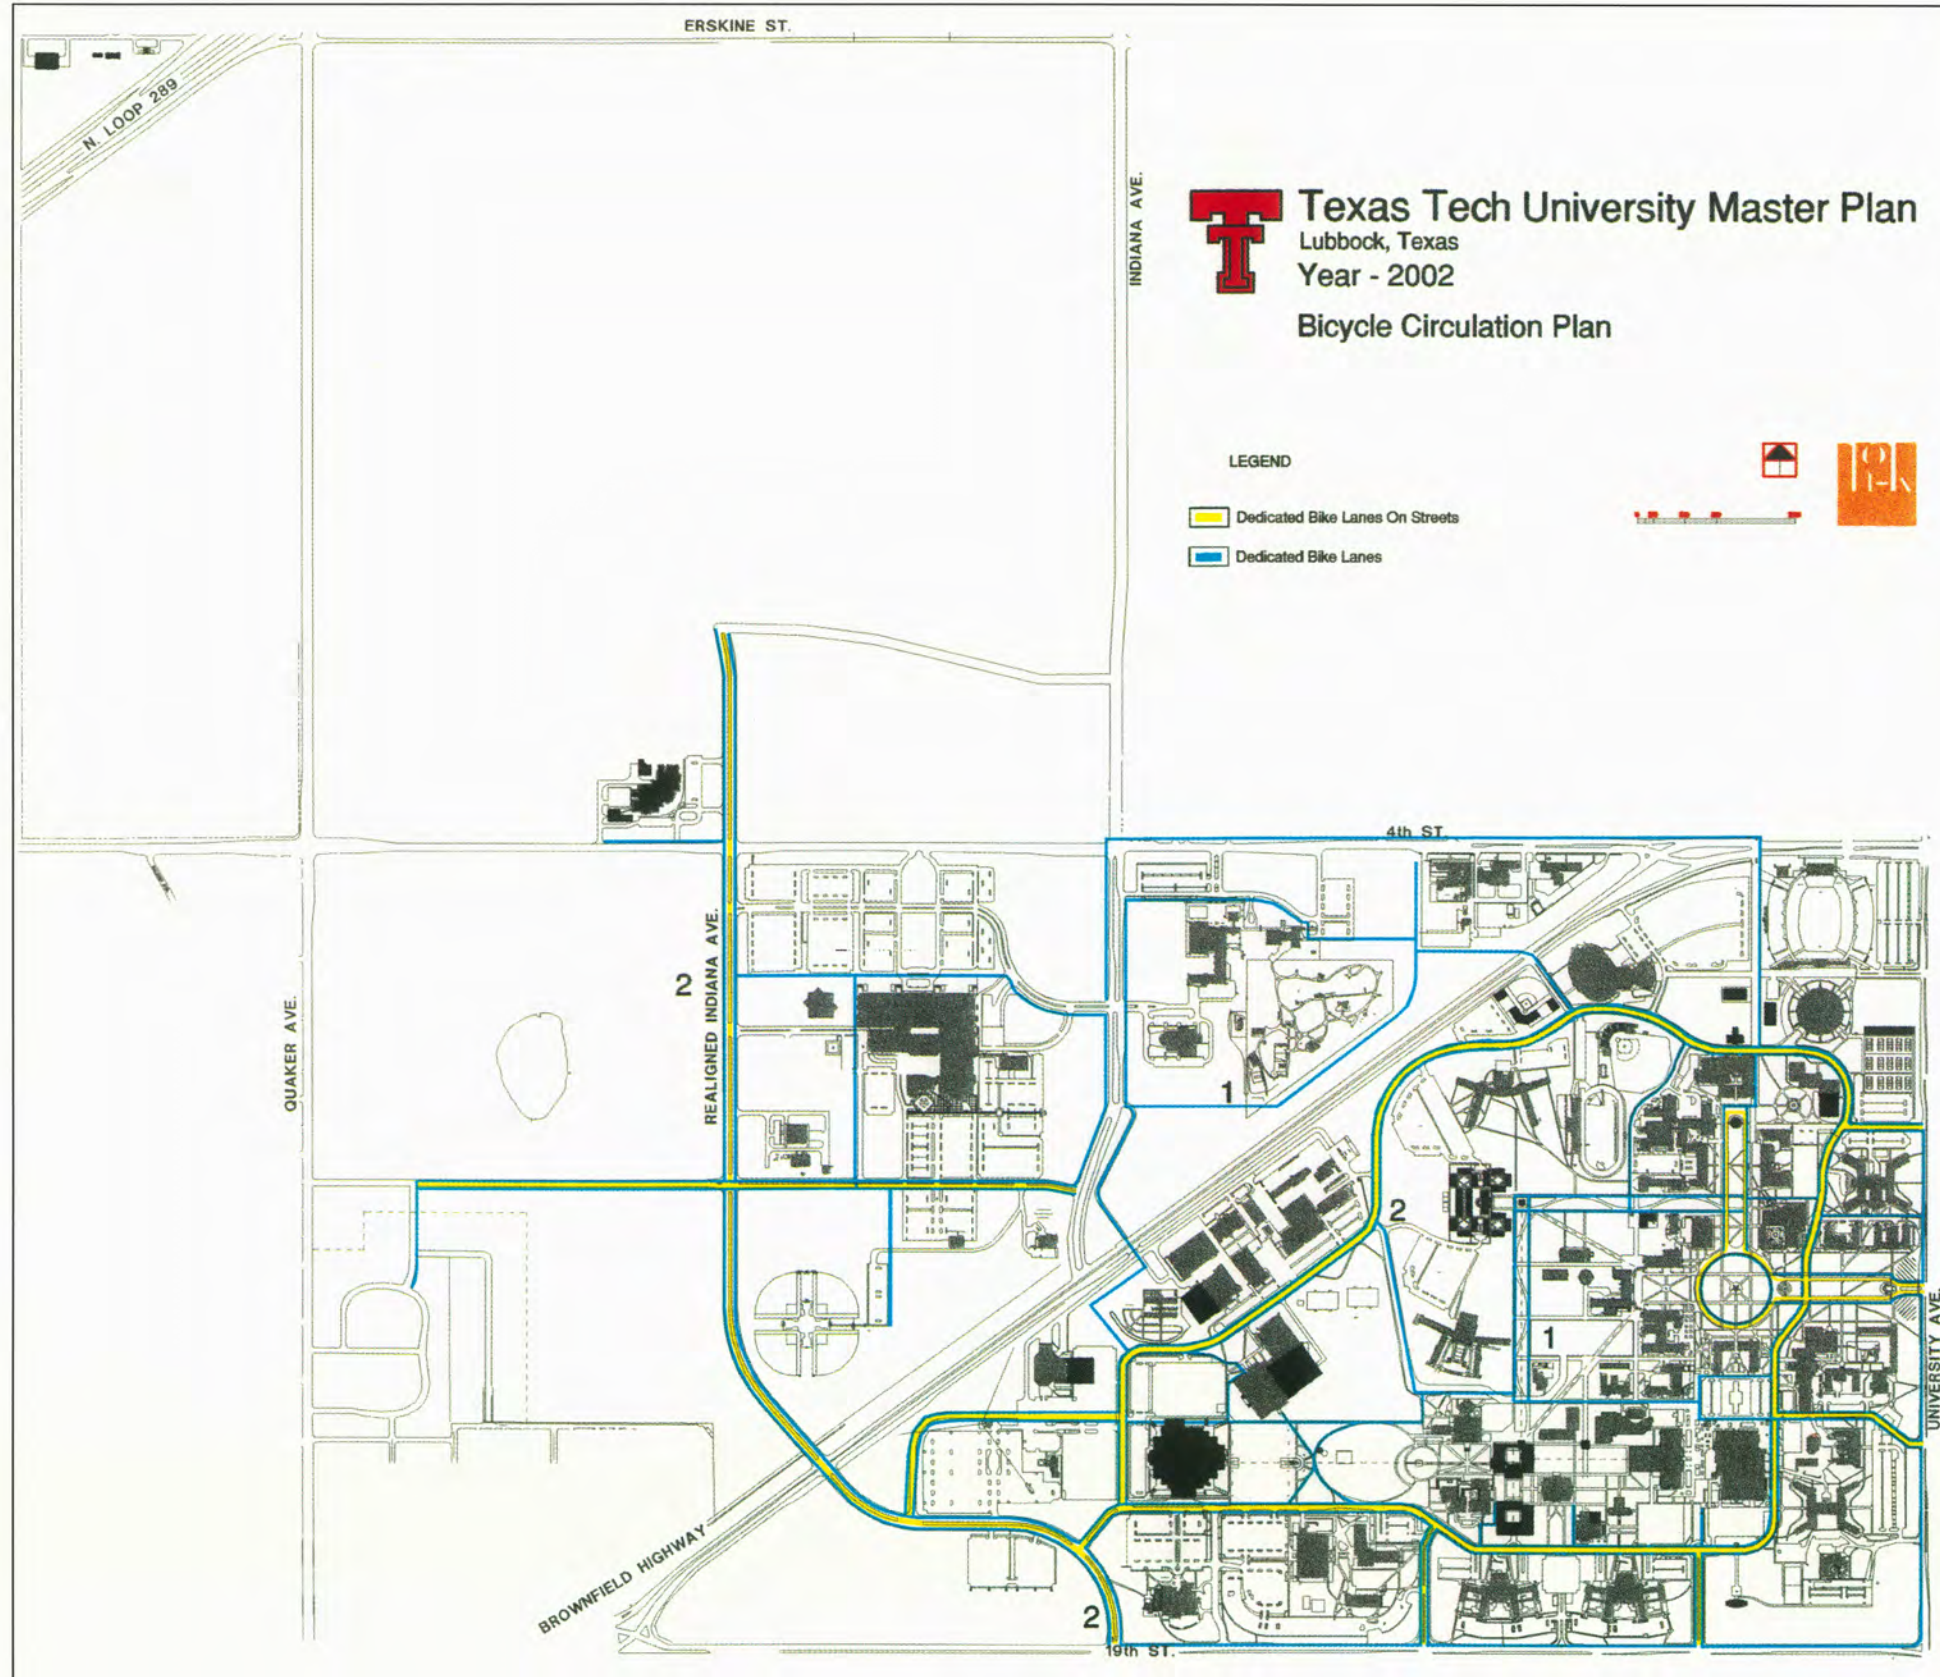 ERSKINE ST.
N. LOOP 289
INDIANA AVE.
Texas Tech University Master Plan
Lubbock, Texas
Year - 2002
Bicycle Circulation Plan
LEGEND
Dedicated Bike Lanes On Streets
Dedicated Bike Lanes
4th ST.
REALIGNED INDIANA AVE.
2
QUAKER AVE.
1
2
1
UNIVERSITY AVE.
BROWNFIELD HIGHWAY
2
19th ST.